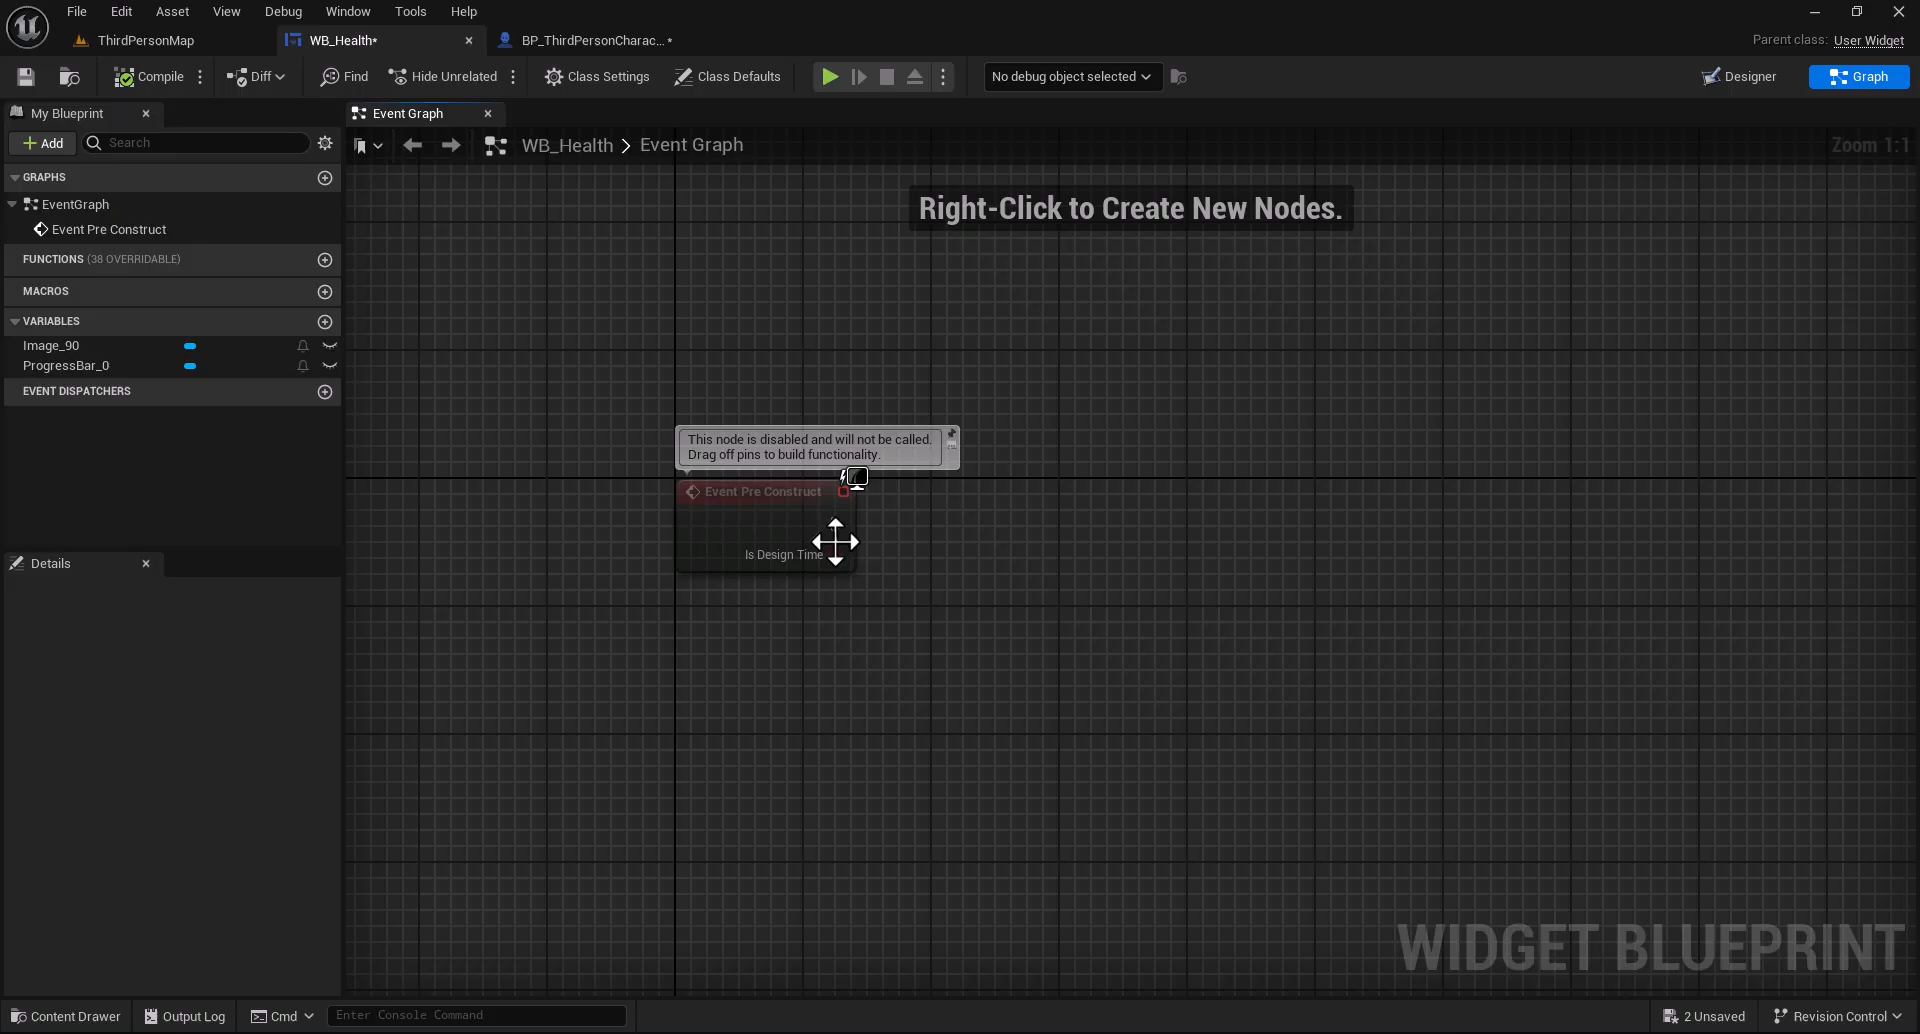 File Edit Asset View Debug Window Tools Help
ThirdPersonMap
WB_Health*
BP_ThirdPersonCharac... *
Parent class: User Widget
Compile
Diff
Find
Hide Unrelated
Class Settings
Class Defaults
No debug object selected
Designer
Graph
My Blueprint
Event Graph
Add
Search
WB_Health > Event Graph
Zoom 1:1
GRAPHS
Right-Click to Create New Nodes.
EventGraph
Event Pre Construct
FUNCTIONS (38 OVERRIDABLE)
MACROS
VARIABLES
Image_90
ProgressBar_0
EVENT DISPATCHERS
This node is disabled and will not be called.
Drag off pins to build functionality.
Event Pre Construct
Is Design Time
Details
WIDGET BLUEPRINT
Content Drawer
Output Log
Cmd
Enter Console Command
2 Unsaved
Revision Control